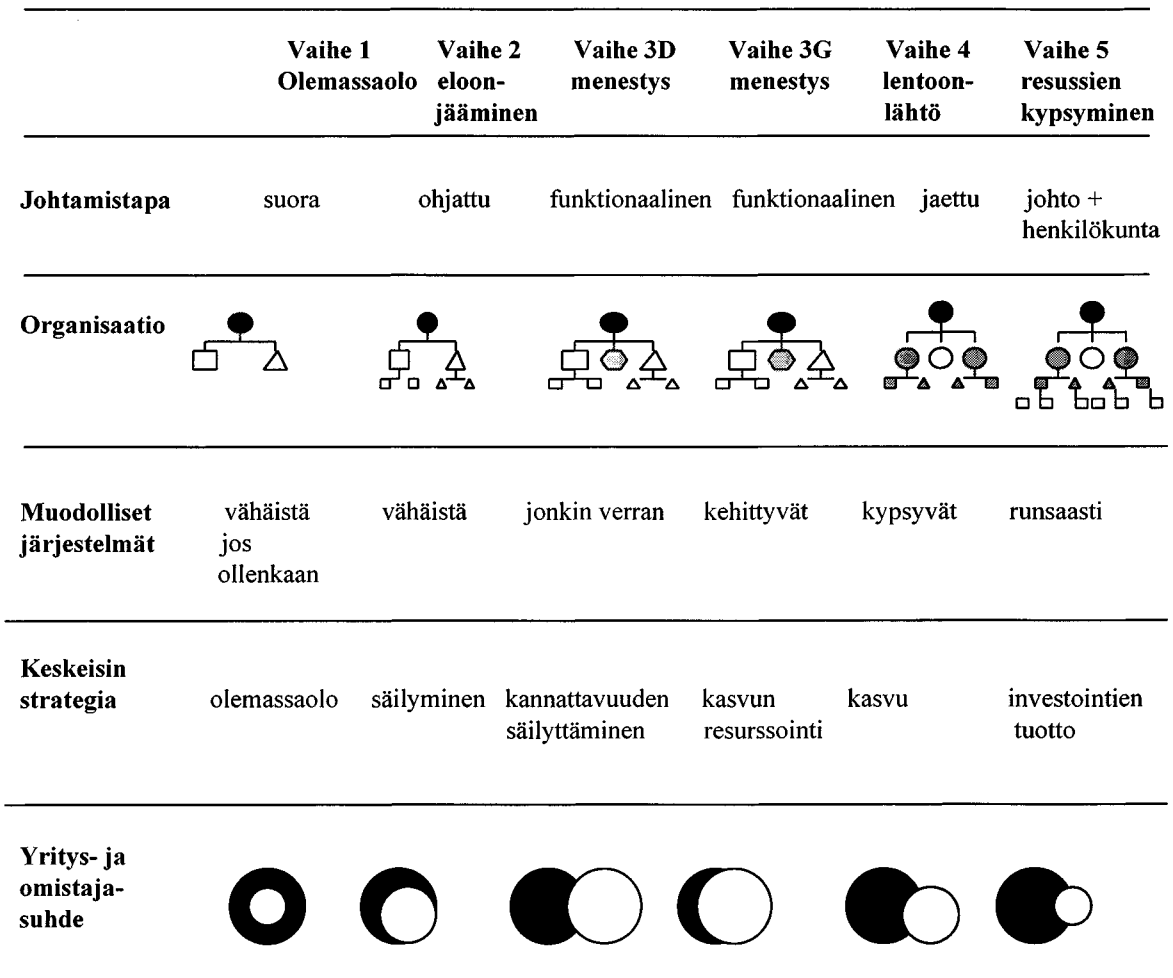 Vaihe 1 Vaihe 2 Vaihe 3D Vaihe 3G Vaihe 4 Vaihe 5
Olemassaolo eloon- menestys menestys lentoon- resussien
jääminen lähtö kypsyminen
Johtamistapa suora ohjattu funktionaalinen funktionaalinen jaettu johto +
henkilökunta
Organisaatio
Muodolliset vähäistä vähäistä jonkin verran kehittyvät kypsyvät runsaasti
järjestelmät jos
ollenkaan
Keskeisin
strategia olemassaolo säilyminen kannattavuuden kasvun kasvu investointien
säilyttäminen resurssointi tuotto
Yritys- ja
omistaja-
suhde